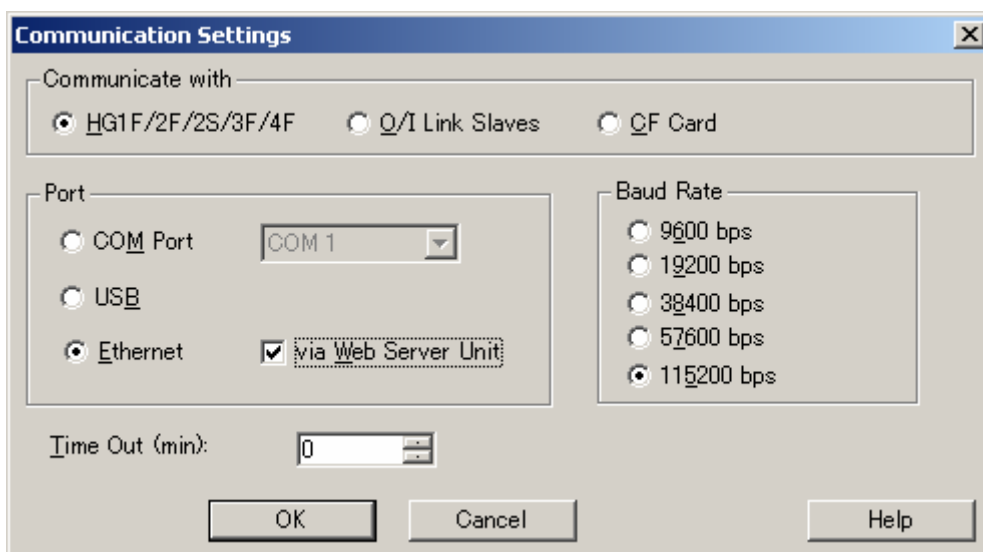 Communication Settings
Communicate with
HG1F/2F/2S/3F/4F O/I Link Slaves CF Card
Port
COM Port COM 1
USB
Ethernet via Web Server Unit
Baud Rate
9600 bps
19200 bps
38400 bps
57600 bps
115200 bps
Time Out (min): 0
OK Cancel Help